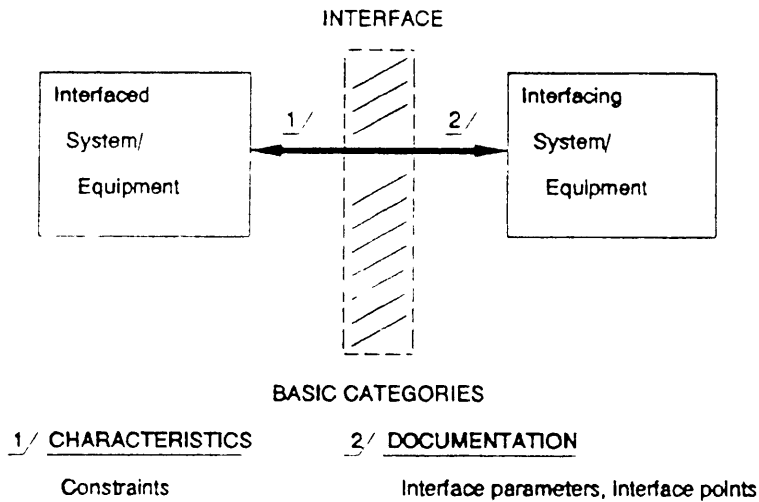 INTERFACE
Interfaced
System/
Equipment
1/
2/
Interfacing
System/
Equipment
BASIC CATEGORIES
1/ CHARACTERISTICS
Constraints
2/ DOCUMENTATION
Interface parameters, Interface points